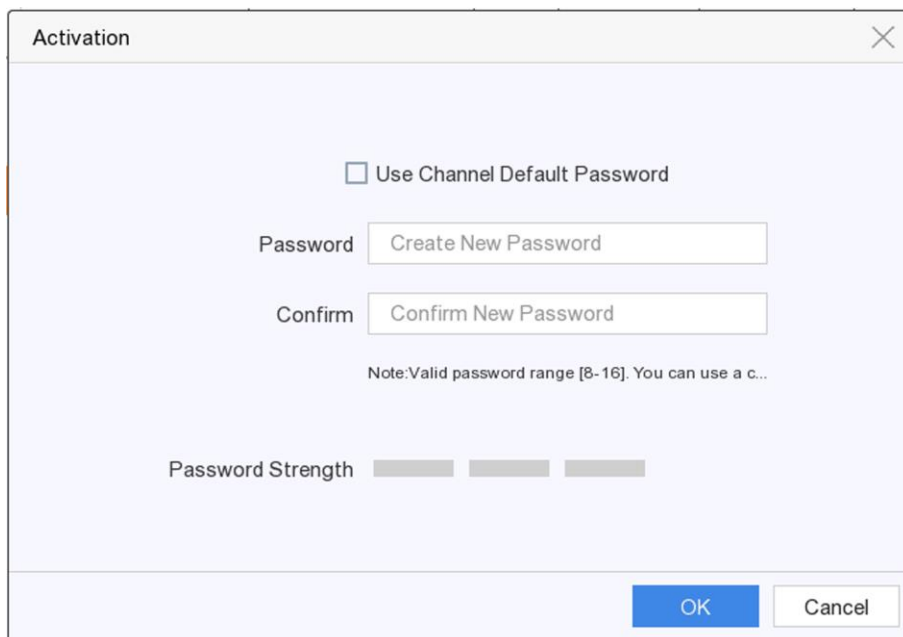 Activation
Use Channel Default Password
Password Create New Password
Confirm Confirm New Password
Note:Valid password range [8-16]. You can use a c...
Password Strength
OK Cancel